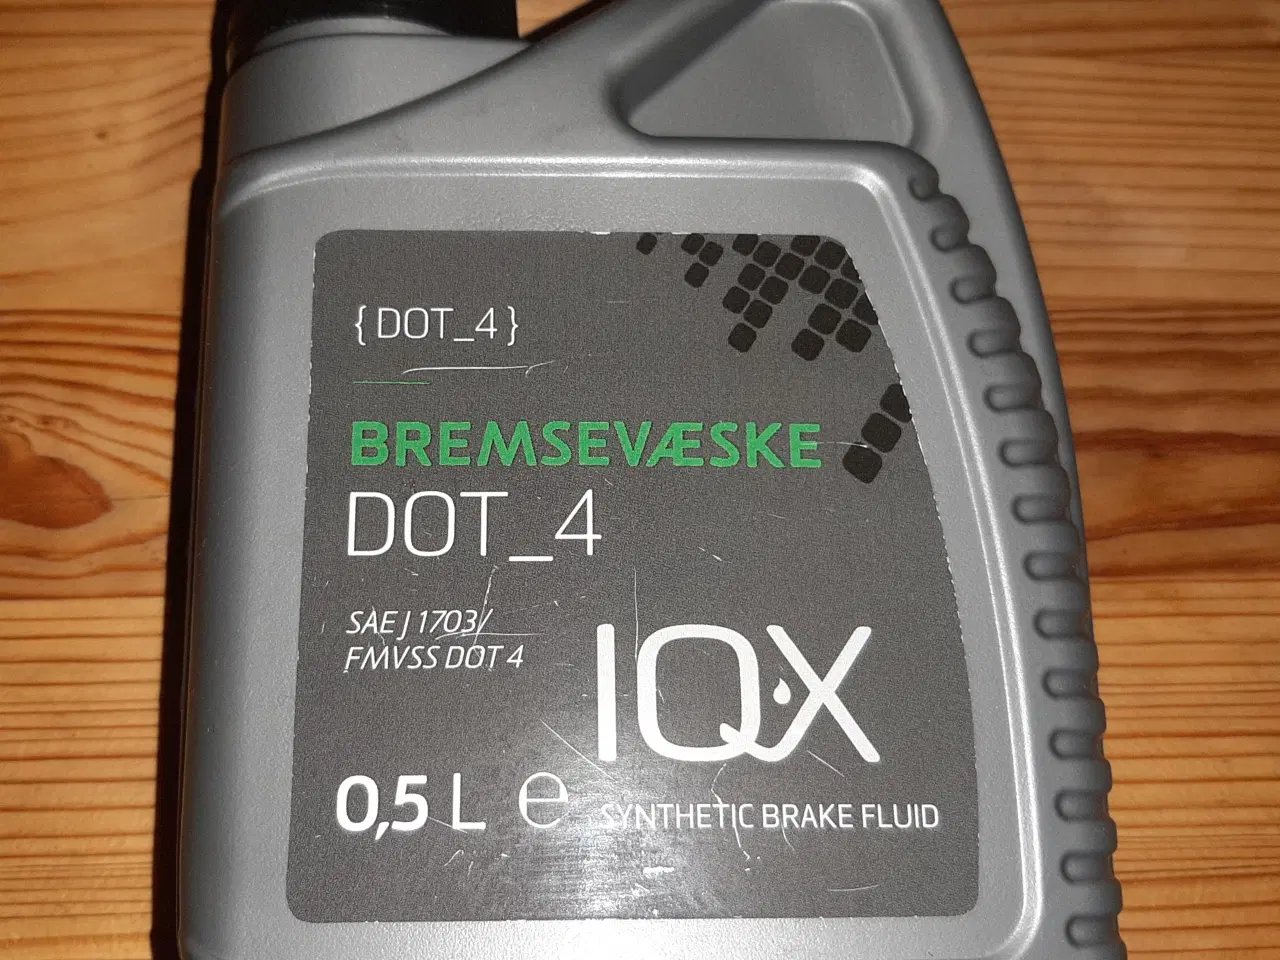 {DOT_4}
BREMSEVÆSKE
DOT_4
SAE J 1703/
FMVSS DOT 4
IQX
0,5 L e
SYNTHETIC BRAKE FLUID